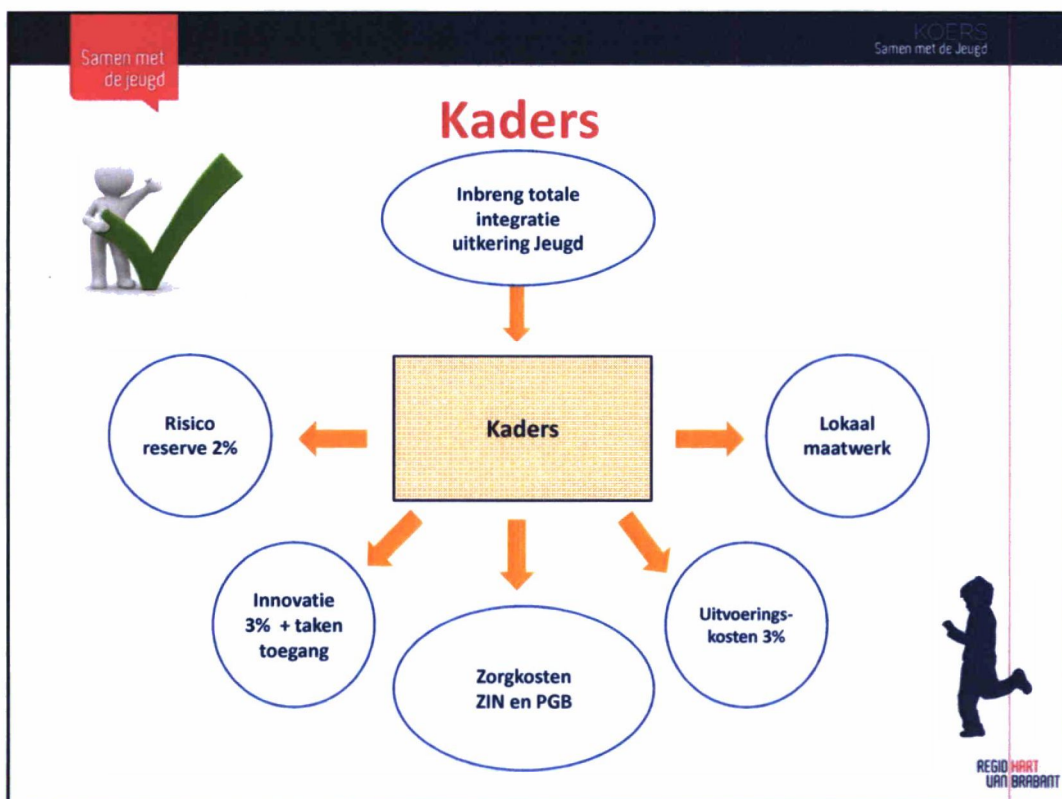 Samen met
de jeugd
KOERS
Samen met de Jeugd
Kaders
Inbreng totale
integratie
uitkering Jeugd
Risico
reserve 2%
Kaders
Lokaal
maatwerk
Innovatie
3% + taken
toegang
Zorgkosten
ZIN en PGB
Uitvoerings-
kosten 3%
REGIO HART
VAN BRABANT